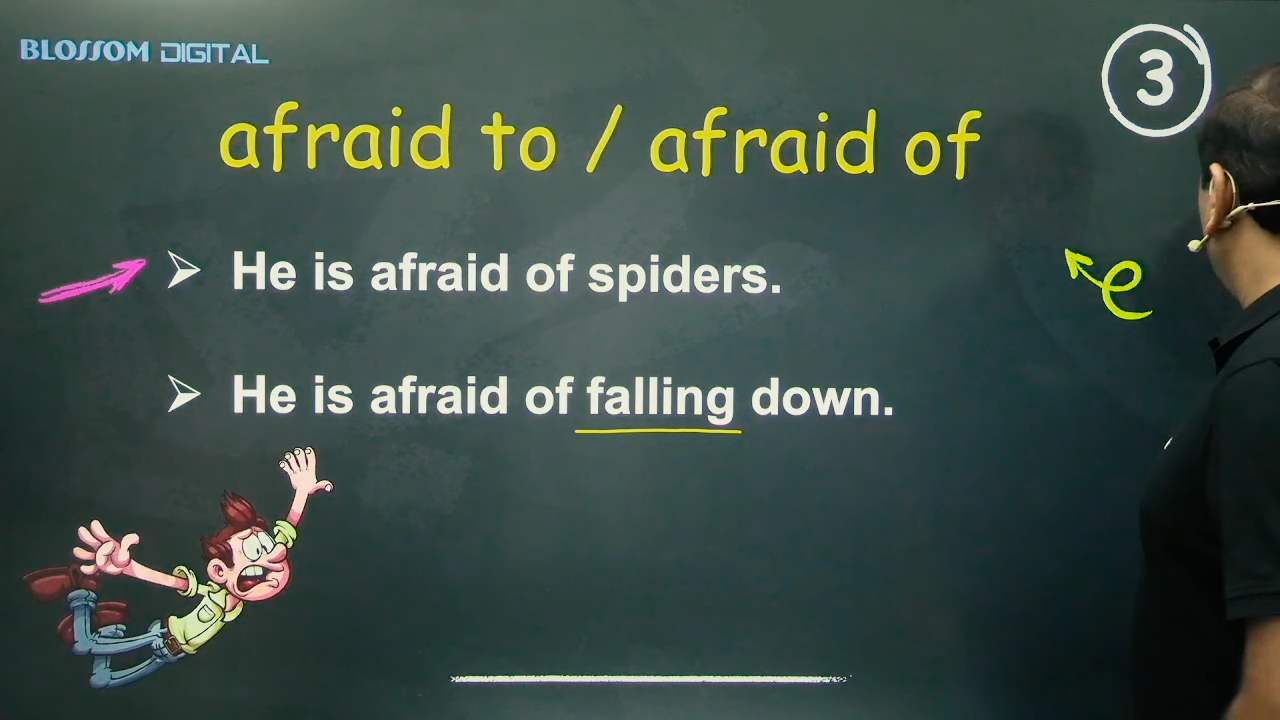 BLOSSOM DIGITAL
3
afraid to / afraid of
He is afraid of spiders.
He is afraid of falling down.